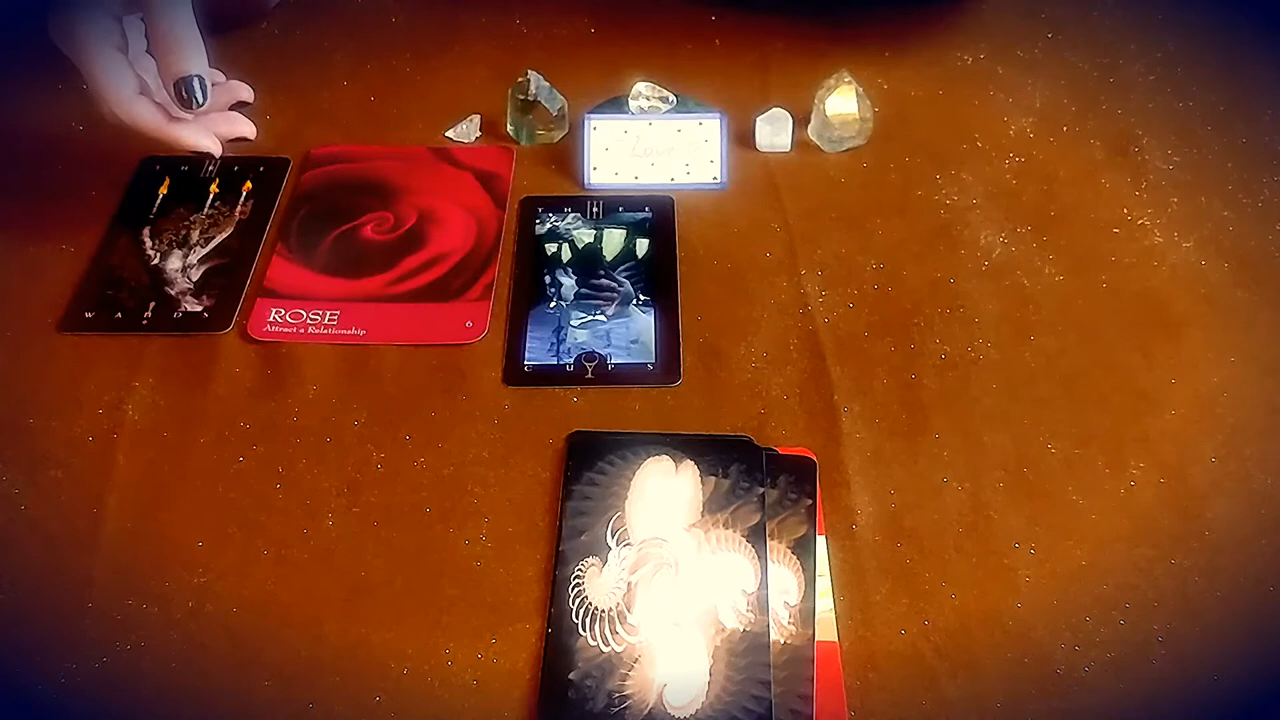 THREE
WANDS
ROSE
Attract a Relationship
6
Love
THREE
CUPS